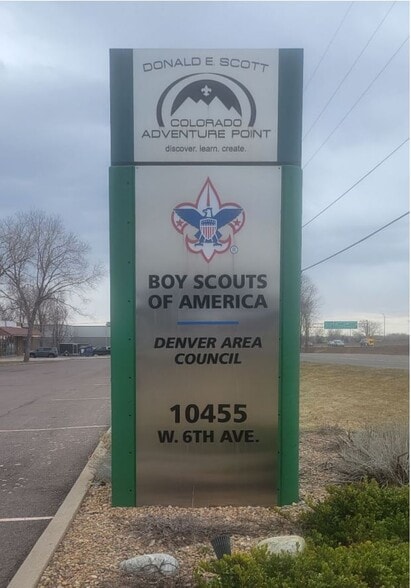 DONALD E SCOTT
COLORADO
ADVENTURE POINT
discover. learn. create.
®
BOY SCOUTS
OF AMERICA
DENVER AREA
COUNCIL
10455
W. 6TH AVE.